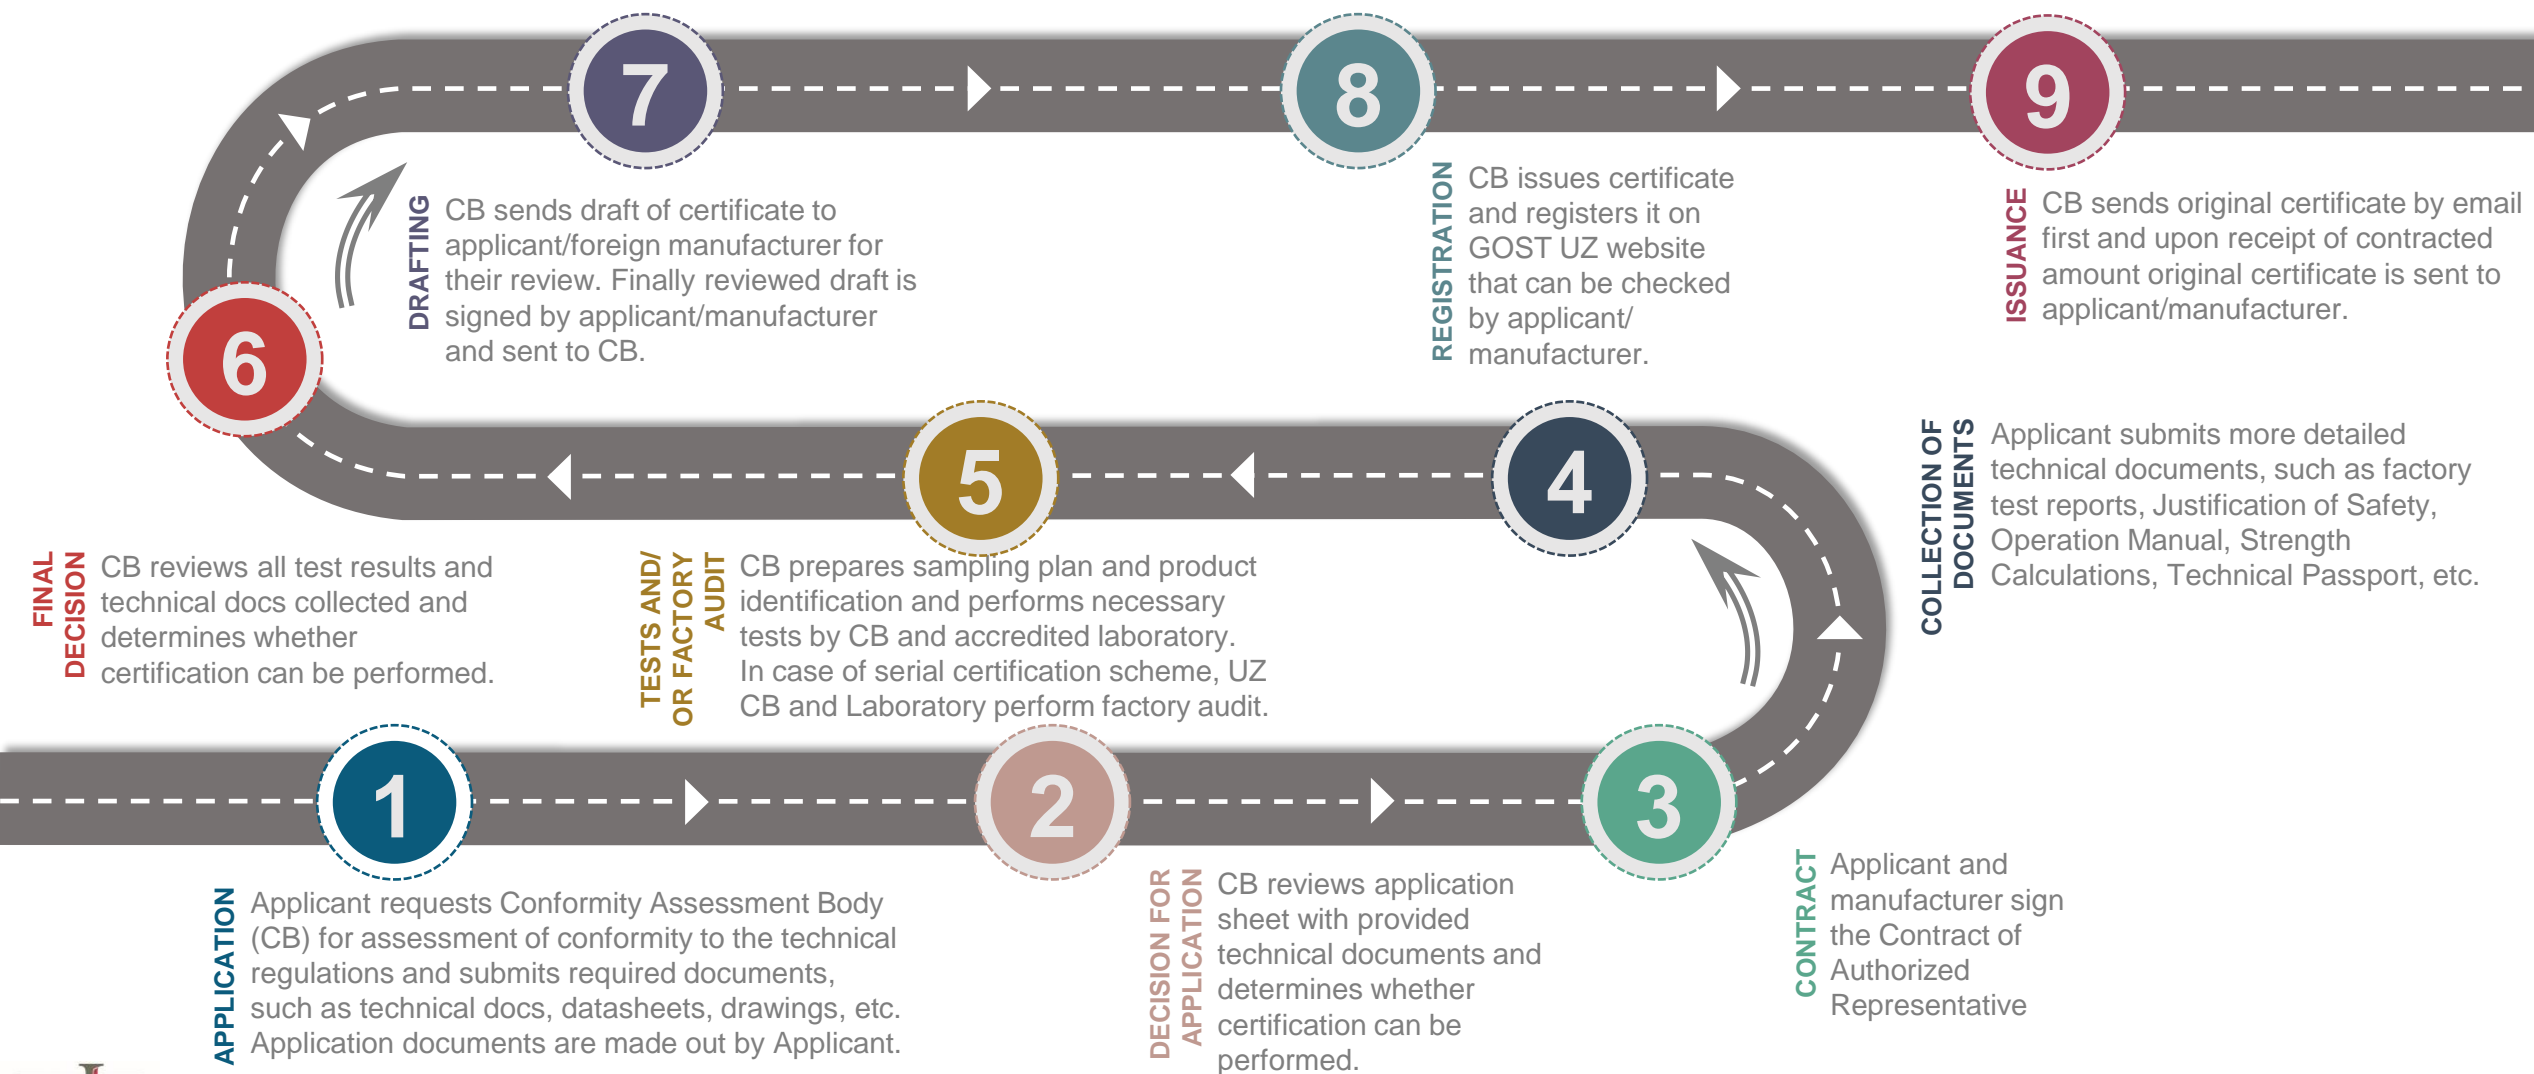 1
APPLICATION
Applicant requests Conformity Assessment Body
(CB) for assessment of conformity to the technical
regulations and submits required documents,
such as technical docs, datasheets, drawings, etc.
Application documents are made out by Applicant.
2
DECISION FOR
APPLICATION
CB reviews application
sheet with provided
technical documents and
determines whether
certification can be
performed.
3
CONTRACT
Applicant and
manufacturer sign
the Contract of
Authorized
Representative
4
COLLECTION OF
DOCUMENTS
Applicant submits more detailed
technical documents, such as factory
test reports, Justification of Safety,
Operation Manual, Strength
Calculations, Technical Passport, etc.
5
TESTS AND/
OR FACTORY
AUDIT
CB prepares sampling plan and product
identification and performs necessary
tests by CB and accredited laboratory.
In case of serial certification scheme, UZ
CB and Laboratory perform factory audit.
6
FINAL
DECISION
CB reviews all test results and
technical docs collected and
determines whether
certification can be performed.
7
DRAFTING
CB sends draft of certificate to
applicant/foreign manufacturer for
their review. Finally reviewed draft is
signed by applicant/manufacturer
and sent to CB.
8
REGISTRATION
CB issues certificate
and registers it on
GOST UZ website
that can be checked
by applicant/
manufacturer.
9
ISSUANCE
CB sends original certificate by email
first and upon receipt of contracted
amount original certificate is sent to
applicant/manufacturer.